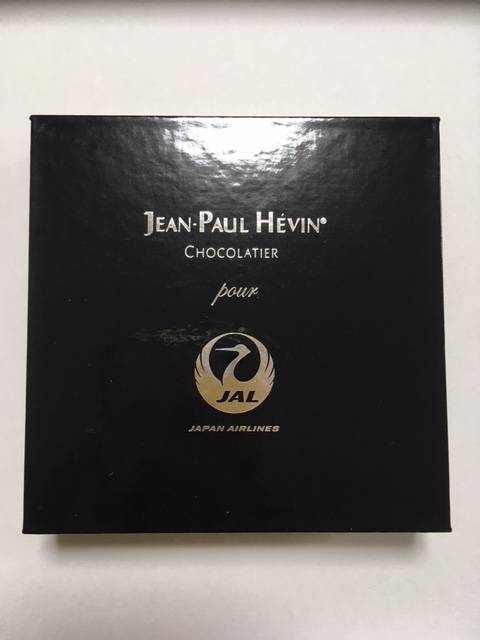 JEAN-PAUL HÉVIN®
CHOCOLATIER
pour
JAL
JAPAN AIRLINES